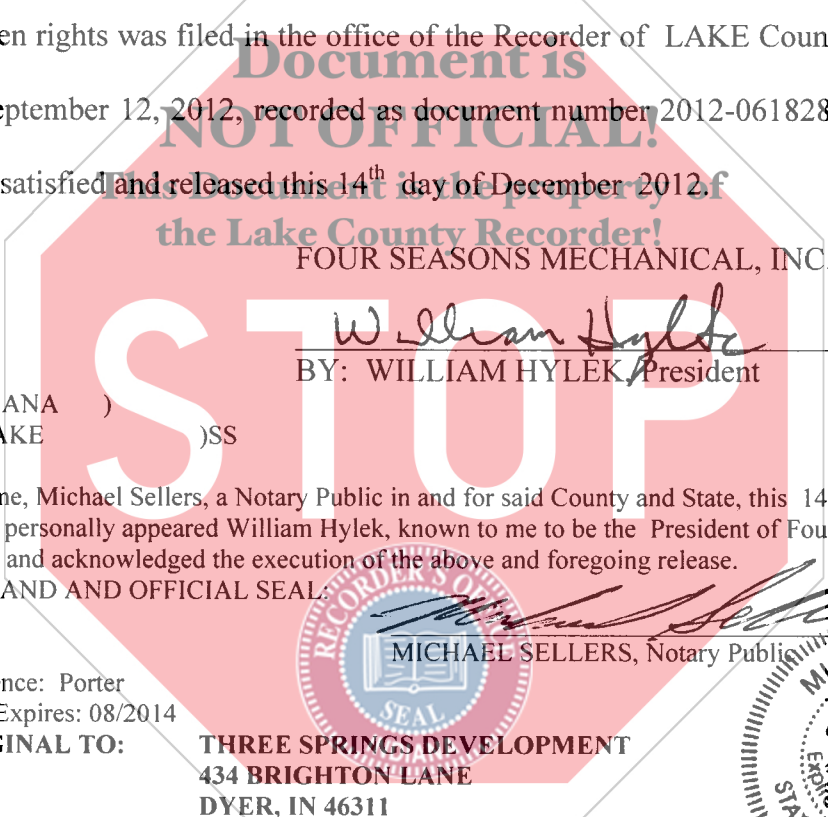 en rights was filed in the office of the Recorder of LAKE Coun
Document is
eptember 12, 2012, recorded as document number 2012-061828
NOT OFFICIAL!
satisfied and released this 14th day of December 2012.
This Document is the property of
the Lake County Recorder!
FOUR SEASONS MECHANICAL, INC.
William Hylek
STOP
BY: WILLIAM HYLEK, President
ANA )
AKE )SS
ne, Michael Sellers, a Notary Public in and for said County and State, this 14
personally appeared William Hylek, known to me to be the President of Fou
and acknowledged the execution of the above and foregoing release.
AND AND OFFICIAL SEAL:
RECORDER'S OFFICE
SEAL
MICHAEL SELLERS, Notary Public
nce: Porter
Expires: 08/2014
GINAL TO: THREE SPRINGS DEVELOPMENT
434 BRIGHTON LANE
DYER, IN 46311